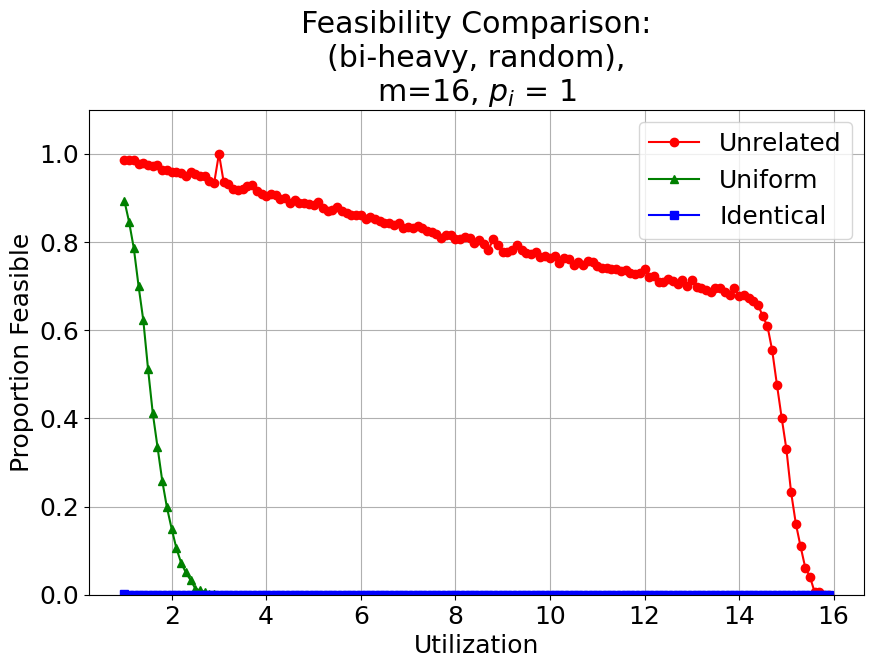 Feasibility Comparison:
(bi-heavy, random),
m=16, pᵢ = 1
Unrelated
Uniform
Identical
Proportion Feasible
1.0
0.8
0.6
0.4
0.2
0.0
2 4 6 8 10 12 14 16
Utilization